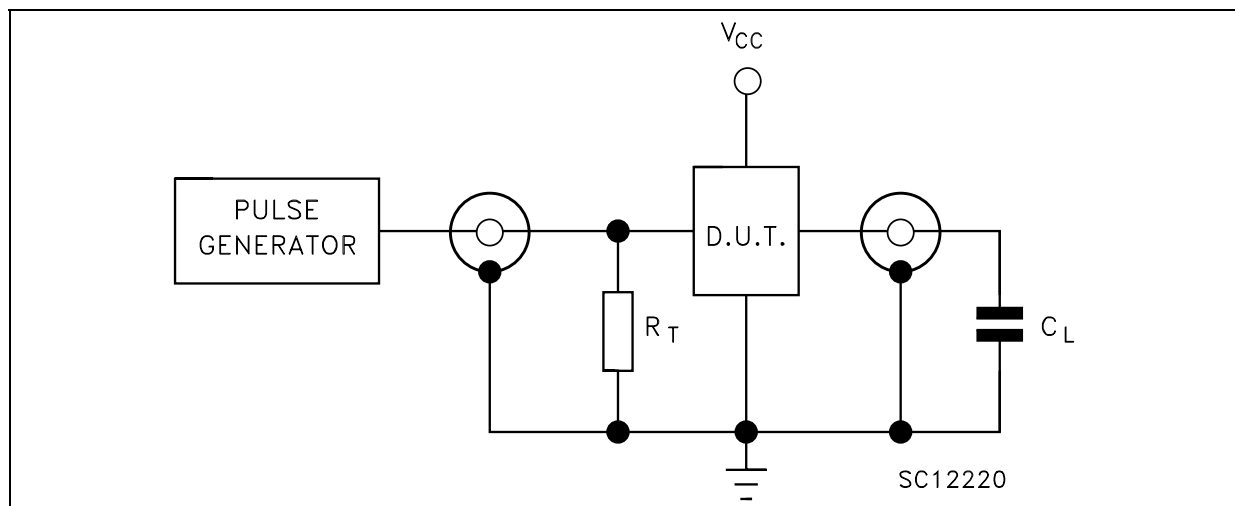 VCC
PULSE
GENERATOR
D.U.T.
RT
CL
SC12220